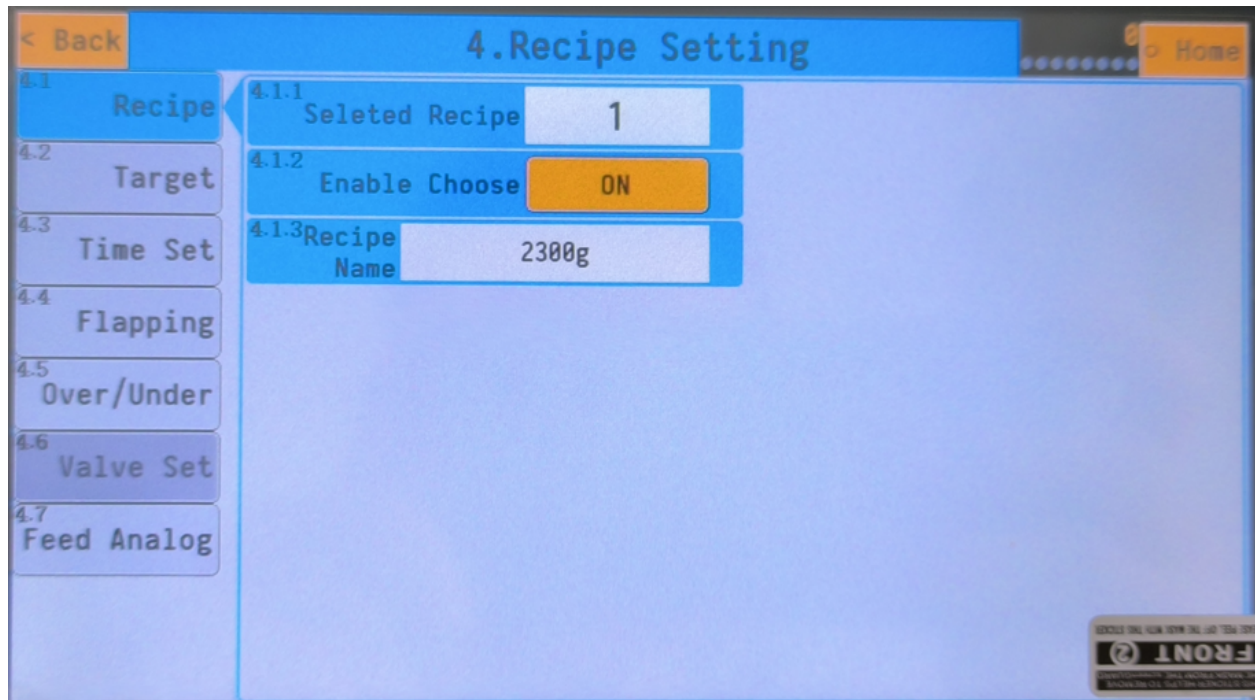 < Back
4.Recipe Setting
Home
4.1
Recipe
4.2
Target
4.3
Time Set
4.4
Flapping
4.5
Over/Under
4.6
Valve Set
4.7
Feed Analog
4.1.1
Seleted Recipe
1
4.1.2
Enable Choose
ON
4.1.3
Recipe
Name
2300g
FRONT ②